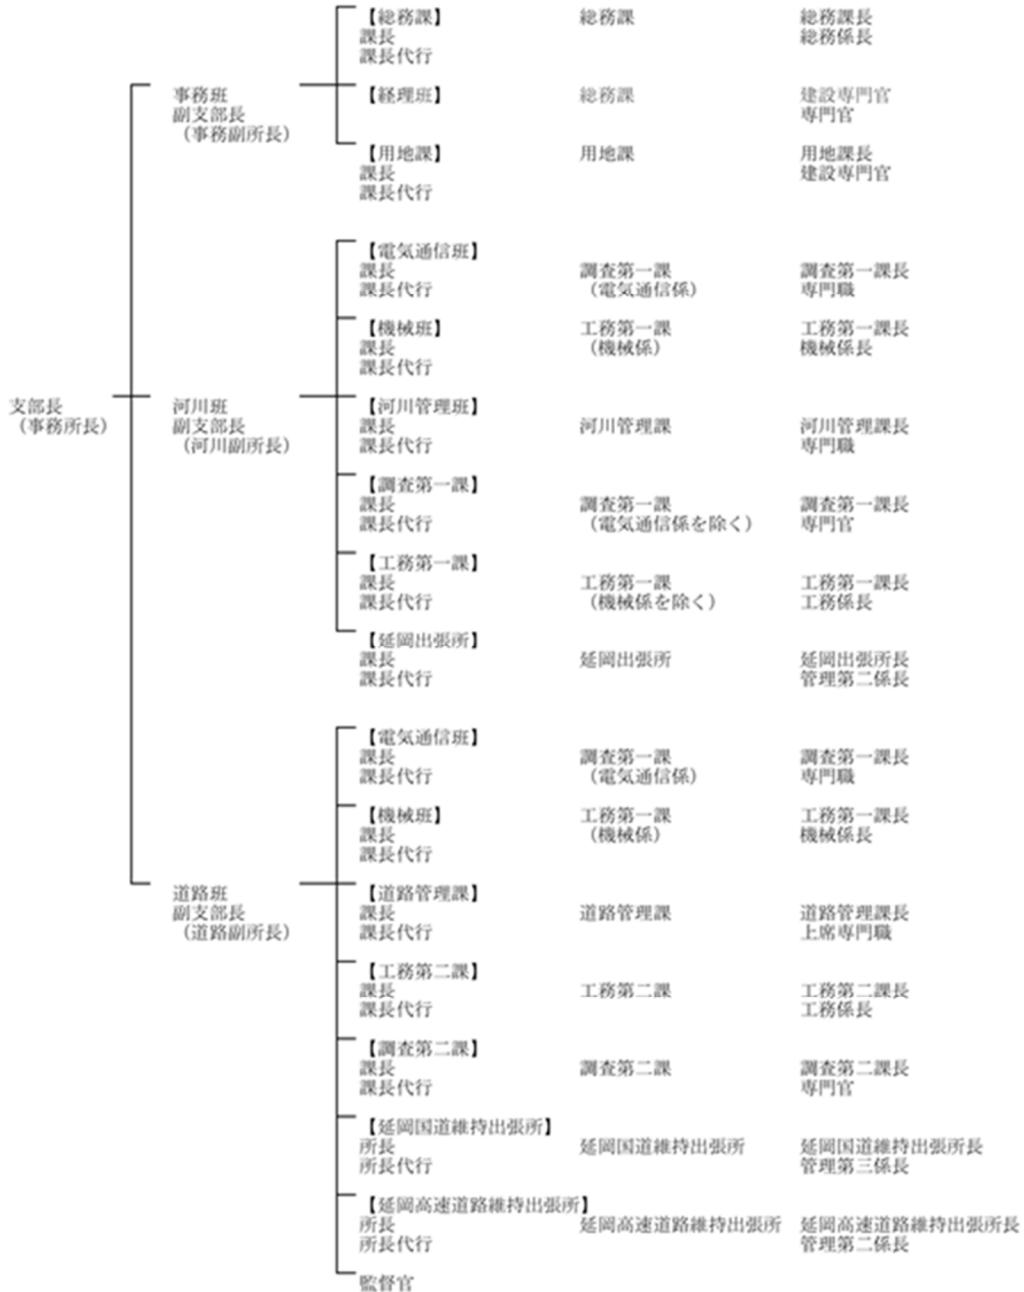 【総務課】 総務課 総務課長
課長 総務係長
課長代行
事務班 【経理班】 総務課 建設専門官
副支部長 専門官
（事務副所長）
【用地課】 用地課 用地課長
課長 建設専門官
課長代行
【電気通信班】
課長 調査第一課 調査第一課長
課長代行 （電気通信係） 専門職
【機械班】 工務第一課 工務第一課長
課長 （機械係） 機械係長
課長代行
支部長 河川班 【河川管理班】
（事務所長） 副支部長 課長 河川管理課 河川管理課長
（河川副所長） 課長代行 専門職
【調査第一課】
課長 調査第一課 調査第一課長
課長代行 （電気通信係を除く） 専門官
【工務第一課】
課長 工務第一課 工務第一課長
課長代行 （機械係を除く） 工務係長
【延岡出張所】
課長 延岡出張所 延岡出張所長
課長代行 管理第二係長
【電気通信班】
課長 調査第一課 調査第一課長
課長代行 （電気通信係） 専門職
【機械班】 工務第一課 工務第一課長
課長 （機械係） 機械係長
課長代行
道路班 【道路管理課】
副支部長 課長 道路管理課 道路管理課長
（道路副所長） 課長代行 上席専門職
【工務第二課】
課長 工務第二課 工務第二課長
課長代行 工務係長
【調査第二課】
課長 調査第二課 調査第二課長
課長代行 専門官
【延岡国道維持出張所】
所長 延岡国道維持出張所 延岡国道維持出張所長
所長代行 管理第三係長
【延岡高速道路維持出張所】
所長 延岡高速道路維持出張所 延岡高速道路維持出張所長
所長代行 管理第二係長
監督官